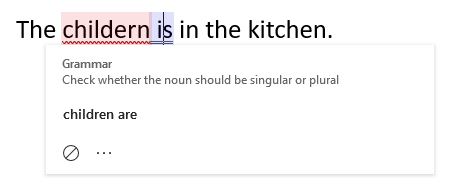 The childern is in the kitchen.
Grammar
Check whether the noun should be singular or plural
children are
...